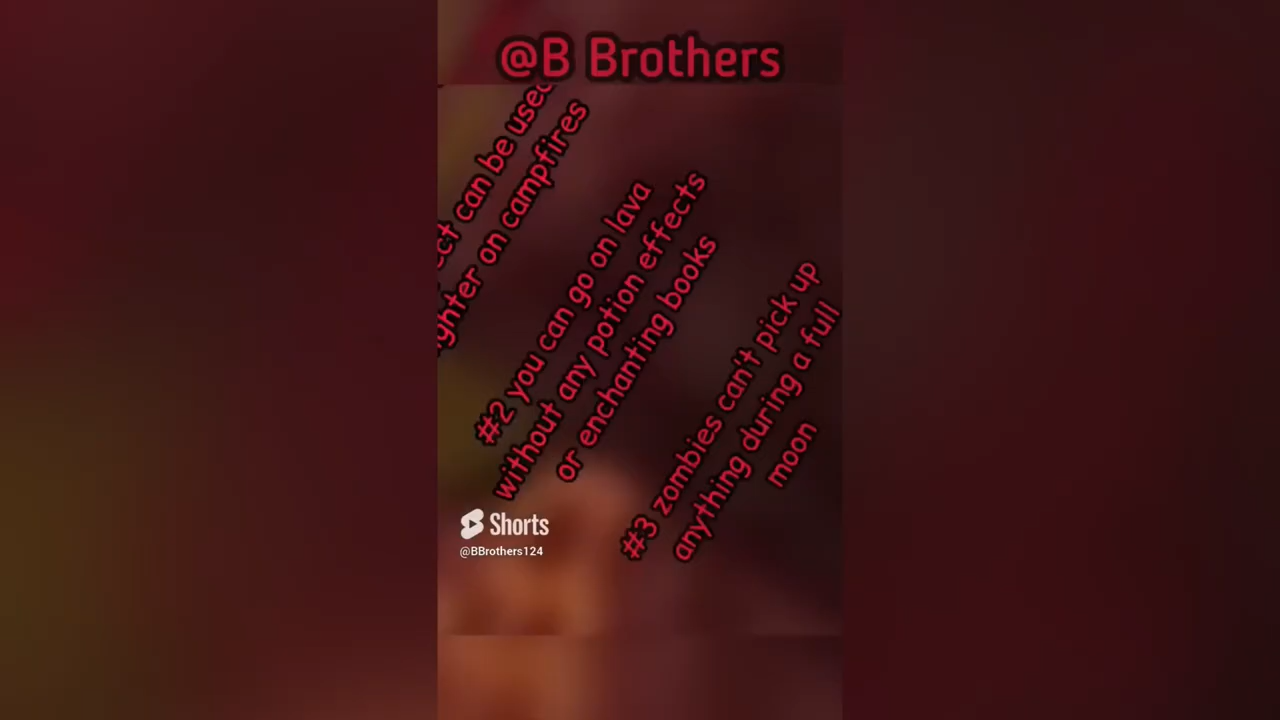 @B Brothers
can be used
on campfires
#2 you can go on lava
without any potion effects
or enchanting books
#3 zombies can't pick up
anything during a full
moon
Shorts
@BBrothers124